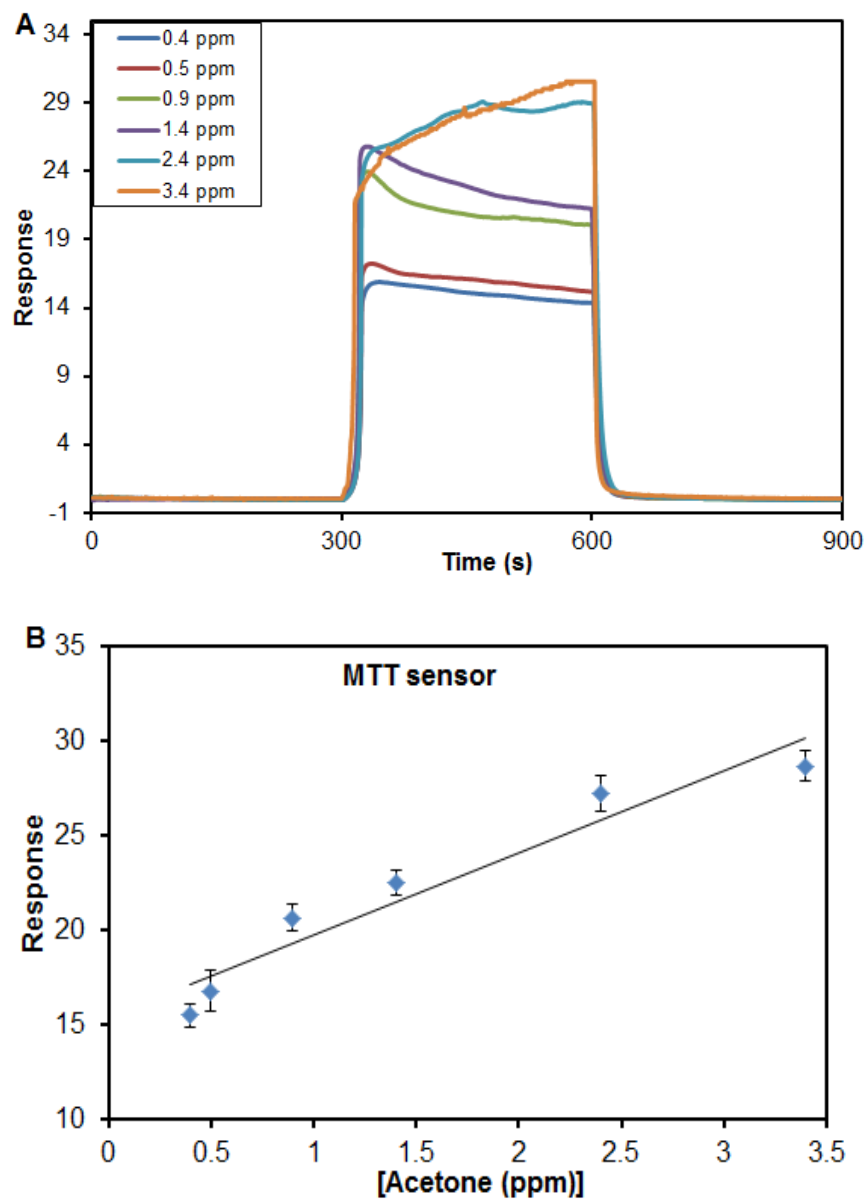 A
34
0.4 ppm
0.5 ppm
0.9 ppm
1.4 ppm
2.4 ppm
3.4 ppm
29
24
19
14
9
4
-1
Response
0 300 600 900
Time (s)
B
MTT sensor
35
30
25
20
15
10
Response
0 0.5 1 1.5 2 2.5 3 3.5
[Acetone (ppm)]